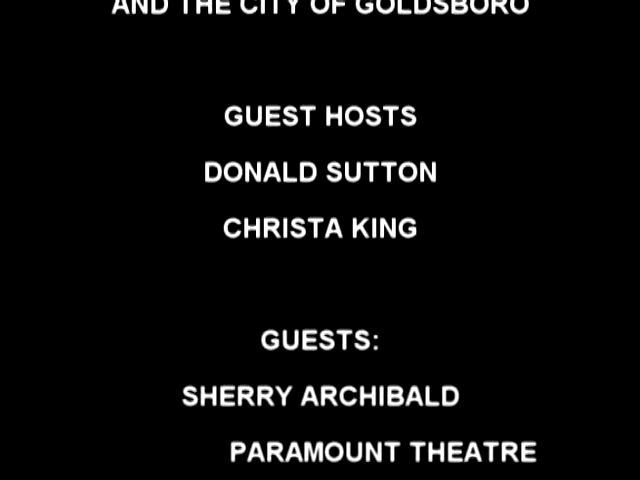 AND THE CITY OF GOLDSBORO
GUEST HOSTS
DONALD SUTTON
CHRISTA KING
GUESTS:
SHERRY ARCHIBALD
PARAMOUNT THEATRE